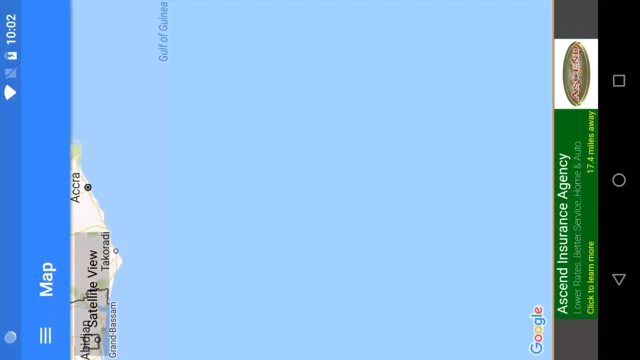 10:02
Map
Satellite View
Gulf of Guinea
Accra
Takoradi
Abidjan
Grand-Bassam
Google
ASCEND
Ascend Insurance Agency
Lower Rates. Better Service. Home & Auto
Click to learn more
17.4 miles away